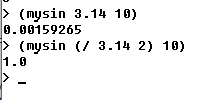 > (mysin 3.14 10)
0.00159265
> (mysin (/ 3.14 2) 10)
1.0
> _